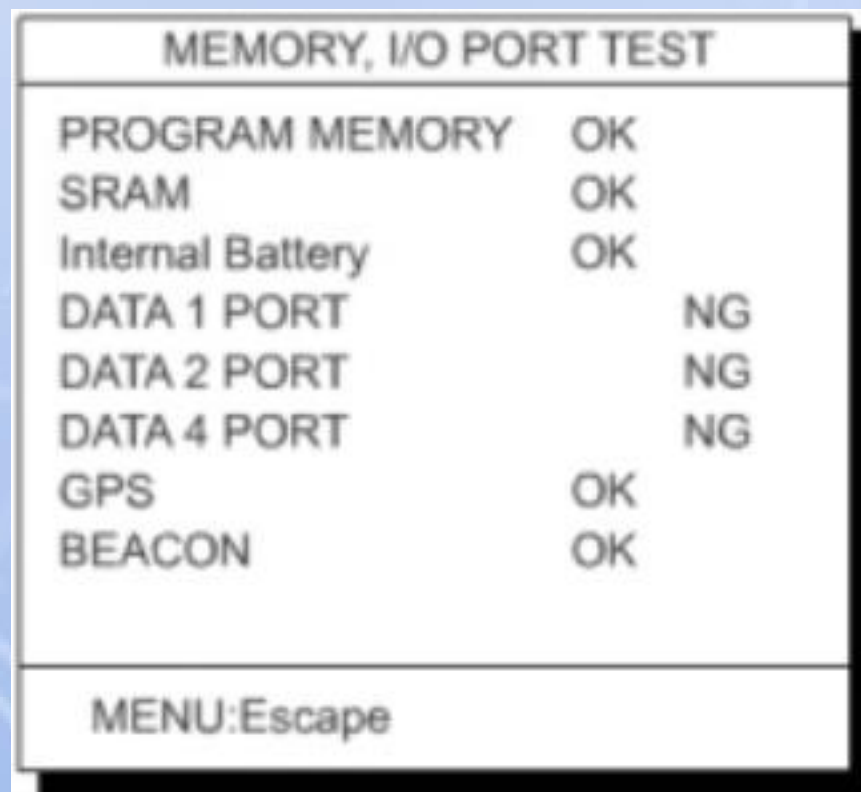 MEMORY, I/O PORT TEST
PROGRAM MEMORY OK
SRAM OK
Internal Battery OK
DATA 1 PORT NG
DATA 2 PORT NG
DATA 4 PORT NG
GPS OK
BEACON OK
MENU:Escape